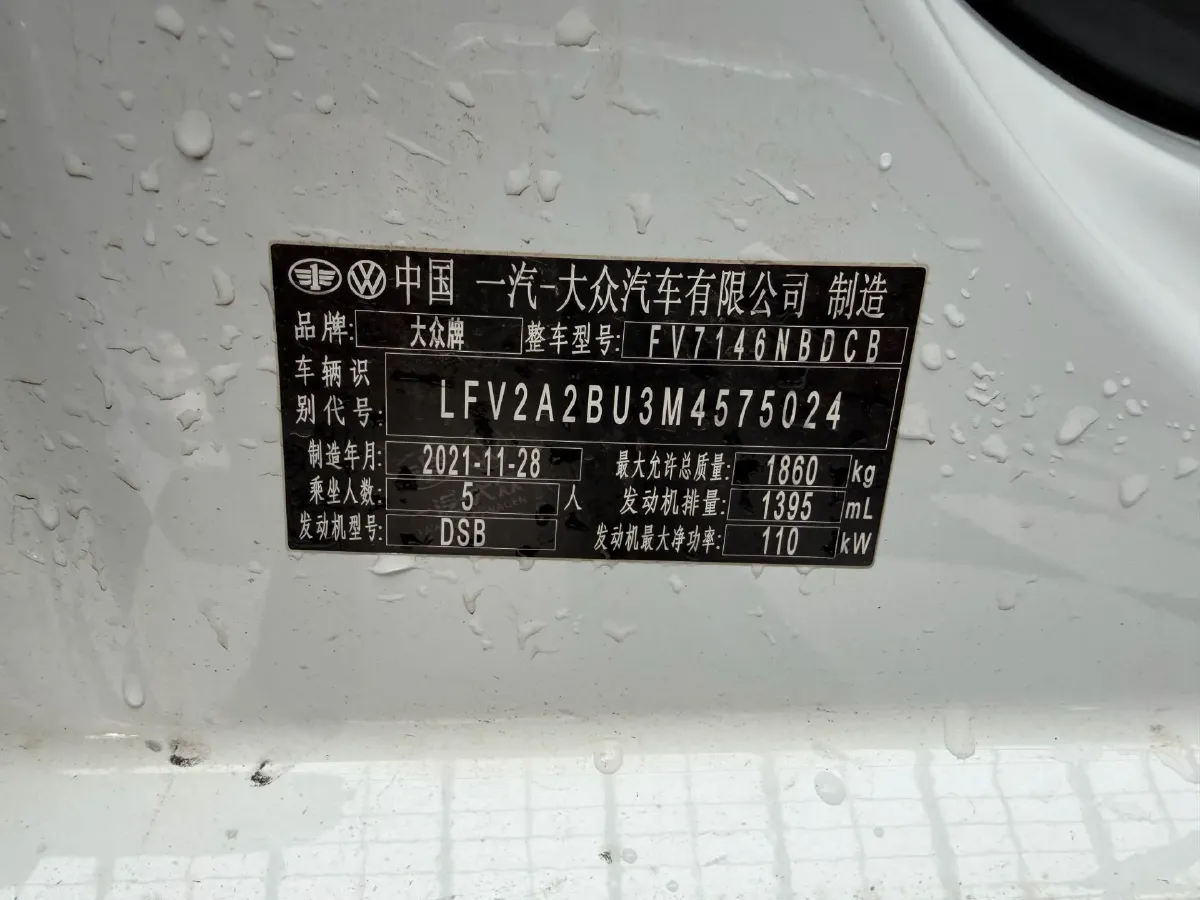 中国 一汽-大众汽车有限公司 制造
品牌: 大众牌 整车型号: FV7146NBDCB
车辆识别代号: LFV2A2BU3M4575024
制造年月: 2021-11-28 最大允许总质量: 1860 kg
乘坐人数: 5 人 发动机排量: 1395 mL
发动机型号: DSB 发动机最大净功率: 110 kW